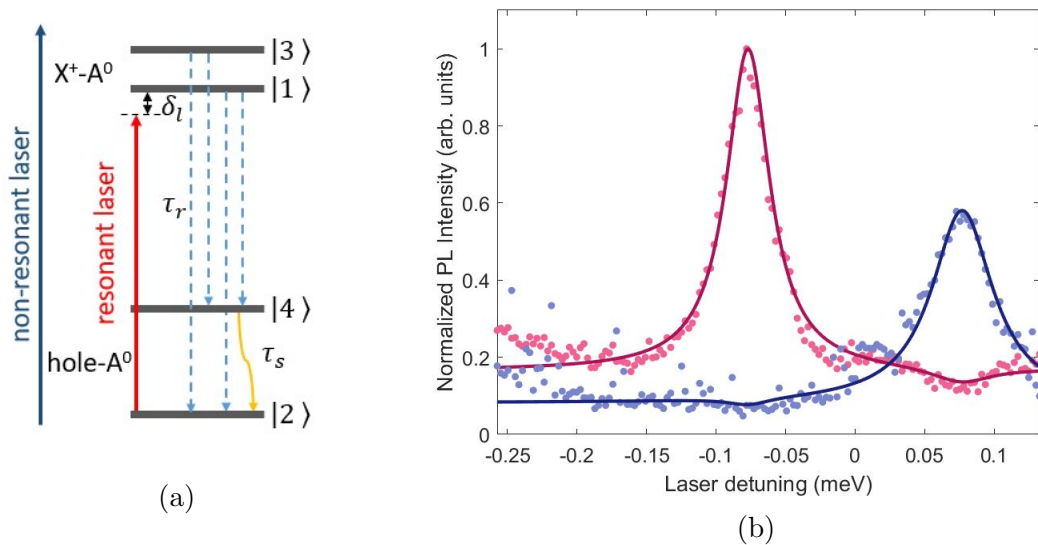 |3 ⟩
X⁺-A⁰
|1 ⟩
δ_l
non-resonant laser
resonant laser
τ_r
|4 ⟩
τ_s
hole-A⁰
|2 ⟩
(a)
Normalized PL Intensity (arb. units)
1
0.8
0.6
0.4
0.2
0
-0.25 -0.2 -0.15 -0.1 -0.05 0 0.05 0.1
Laser detuning (meV)
(b)